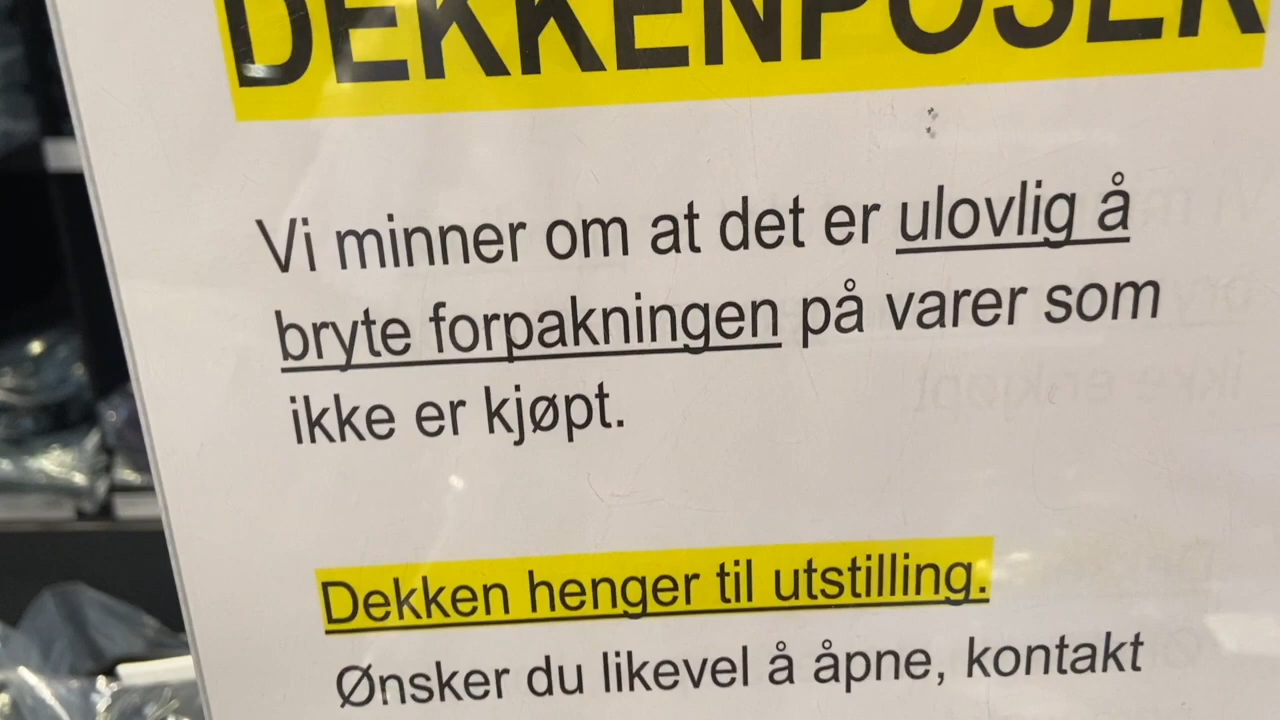 DEKKENPOSER
Vi minner om at det er ulovlig å
bryte forpakningen på varer som
ikke er kjøpt.
Dekken henger til utstilling.
Ønsker du likevel å åpne, kontakt